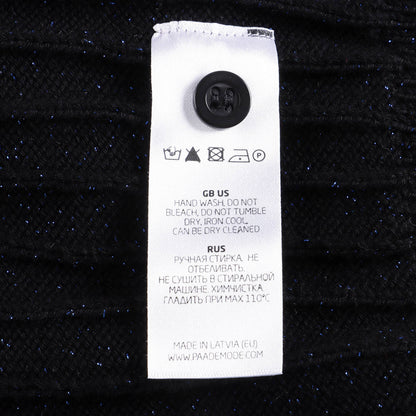 GB US
HAND WASH, DO NOT
BLEACH, DO NOT TUMBLE
DRY, IRON COOL,
CAN BE DRY CLEANED
RUS
РУЧНАЯ СТИРКА. НЕ
ОТБЕЛИВАТЬ.
НЕ СУШИТЬ В СТИРАЛЬНОЙ
МАШИНЕ. ХИМЧИСТКА.
ГЛАДИТЬ ПРИ МАХ 110°C
MADE IN LATVIA (EU)
WWW.PAADEMODE.COM